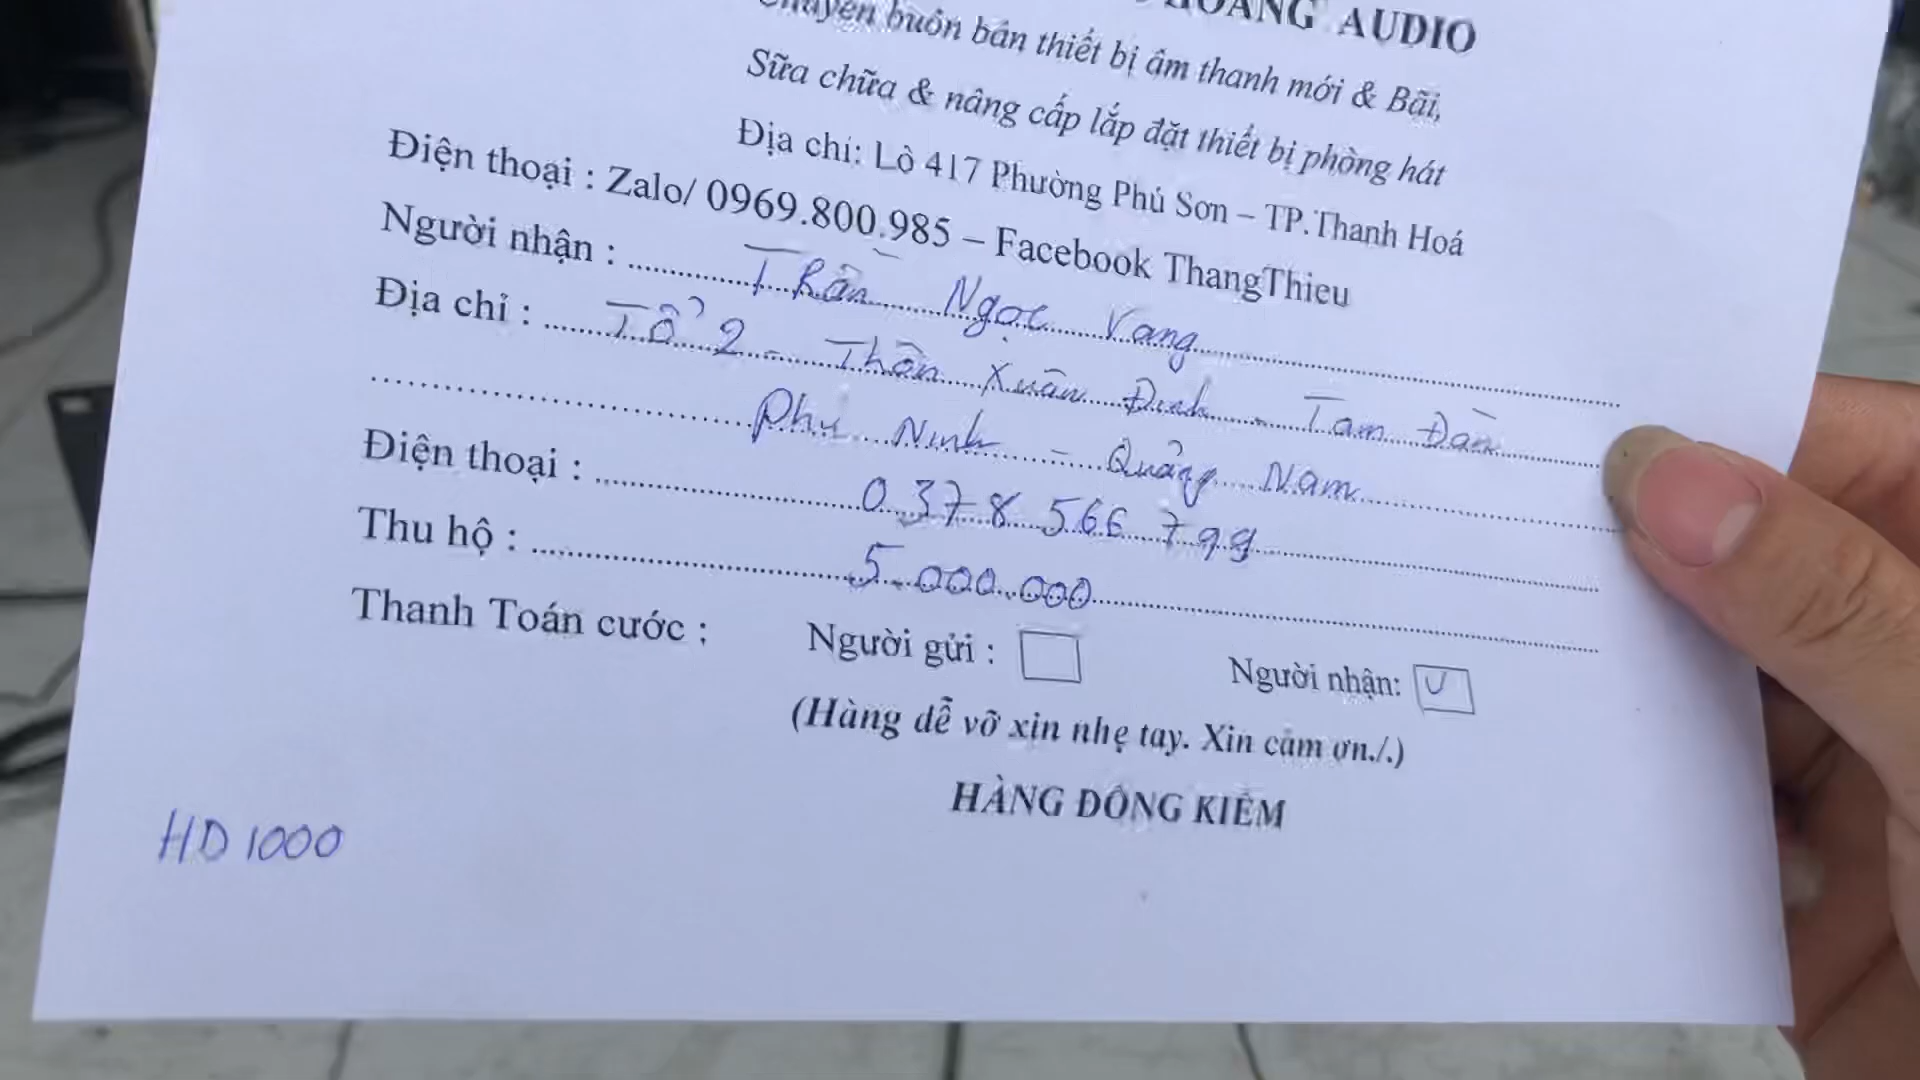 HOÀNG AUDIO
Chuyên buôn bán thiết bị âm thanh mới & Bãi,
Sữa chữa & nâng cấp lắp đặt thiết bị phòng hát
Địa chỉ: Lò 417 Phường Phú Sơn – TP.Thanh Hoá
Điện thoại : Zalo/ 0969.800.985 – Facebook ThangThieu
Người nhận : Trần Ngọc Vang
Địa chỉ : Tổ 2 - Thôn Xuân Định - Tam Đàn
Phú Ninh - Quảng Nam
Điện thoại : 0378 566 799
Thu hộ : 5.000.000
Thanh Toán cước ; Người gửi : Người nhận: V
(Hàng dễ vỡ xin nhẹ tay. Xin cảm ơn./.)
HÀNG ĐÔNG KIỂM
HD 1000